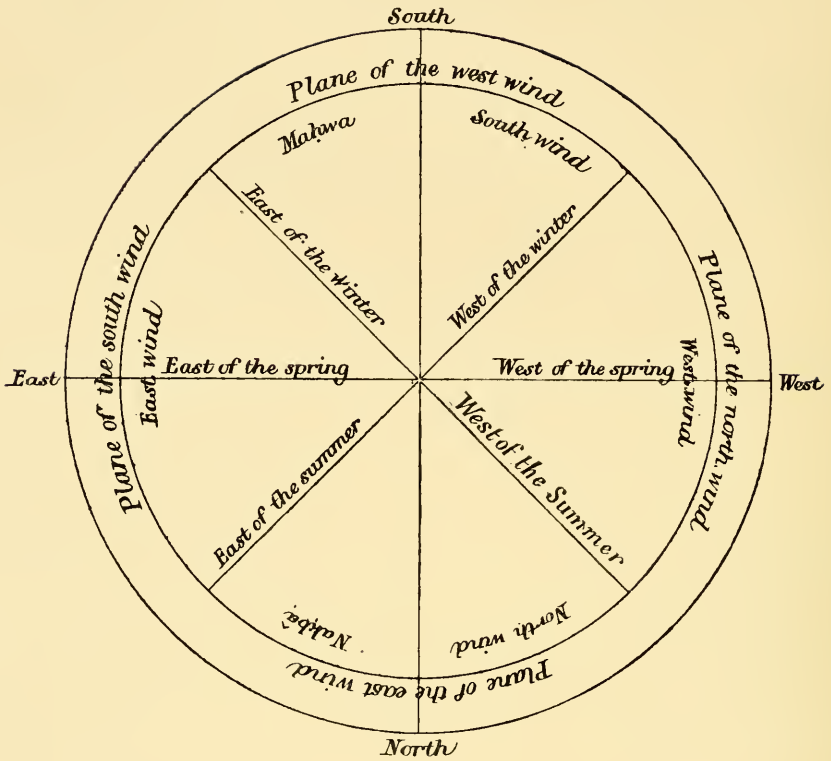 South
Plane of the west wind
Maḥwa
South wind
East of the winter
West of the winter
Plane of the south wind
East wind
East of the spring
West of the spring
West wind
Plane of the north wind
East
West
East of the summer
West of the Summer
Nakbâ
North wind
Plane of the east wind
North